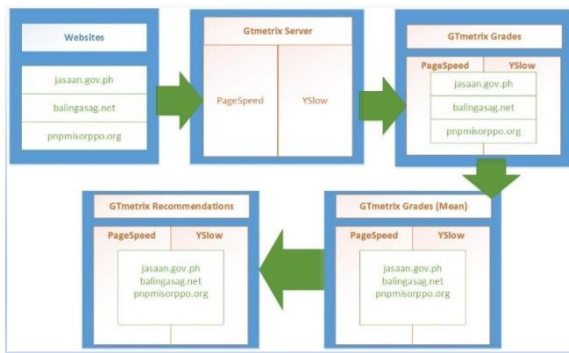 Websites
jasaan.gov.ph
balingasag.net
pnpmisorppo.org
Gtmetrix Server
PageSpeed
YSlow
GTmetrix Grades
PageSpeed YSlow
jasaan.gov.ph
balingasag.net
pnpmisorppo.org
GTmetrix Recommendations
PageSpeed YSlow
jasaan.gov.ph
balingasag.net
pnpmisorppo.org
GTmetrix Grades (Mean)
PageSpeed YSlow
jasaan.gov.ph
balingasag.net
pnpmisorppo.org